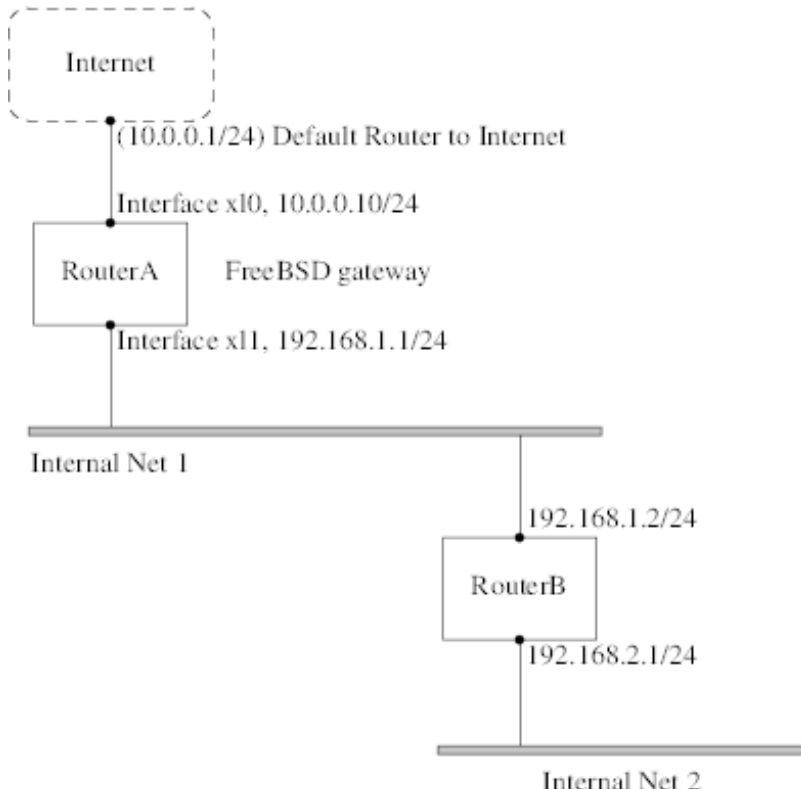 Internet
(10.0.0.1/24) Default Router to Internet
Interface xl0, 10.0.0.10/24
RouterA
FreeBSD gateway
Interface xl1, 192.168.1.1/24
Internal Net 1
192.168.1.2/24
RouterB
192.168.2.1/24
Internal Net 2